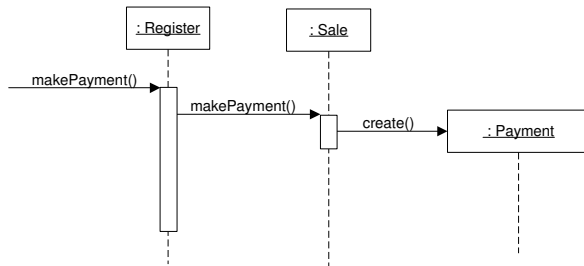 : Register
: Sale
makePayment()
makePayment()
create()
: Payment